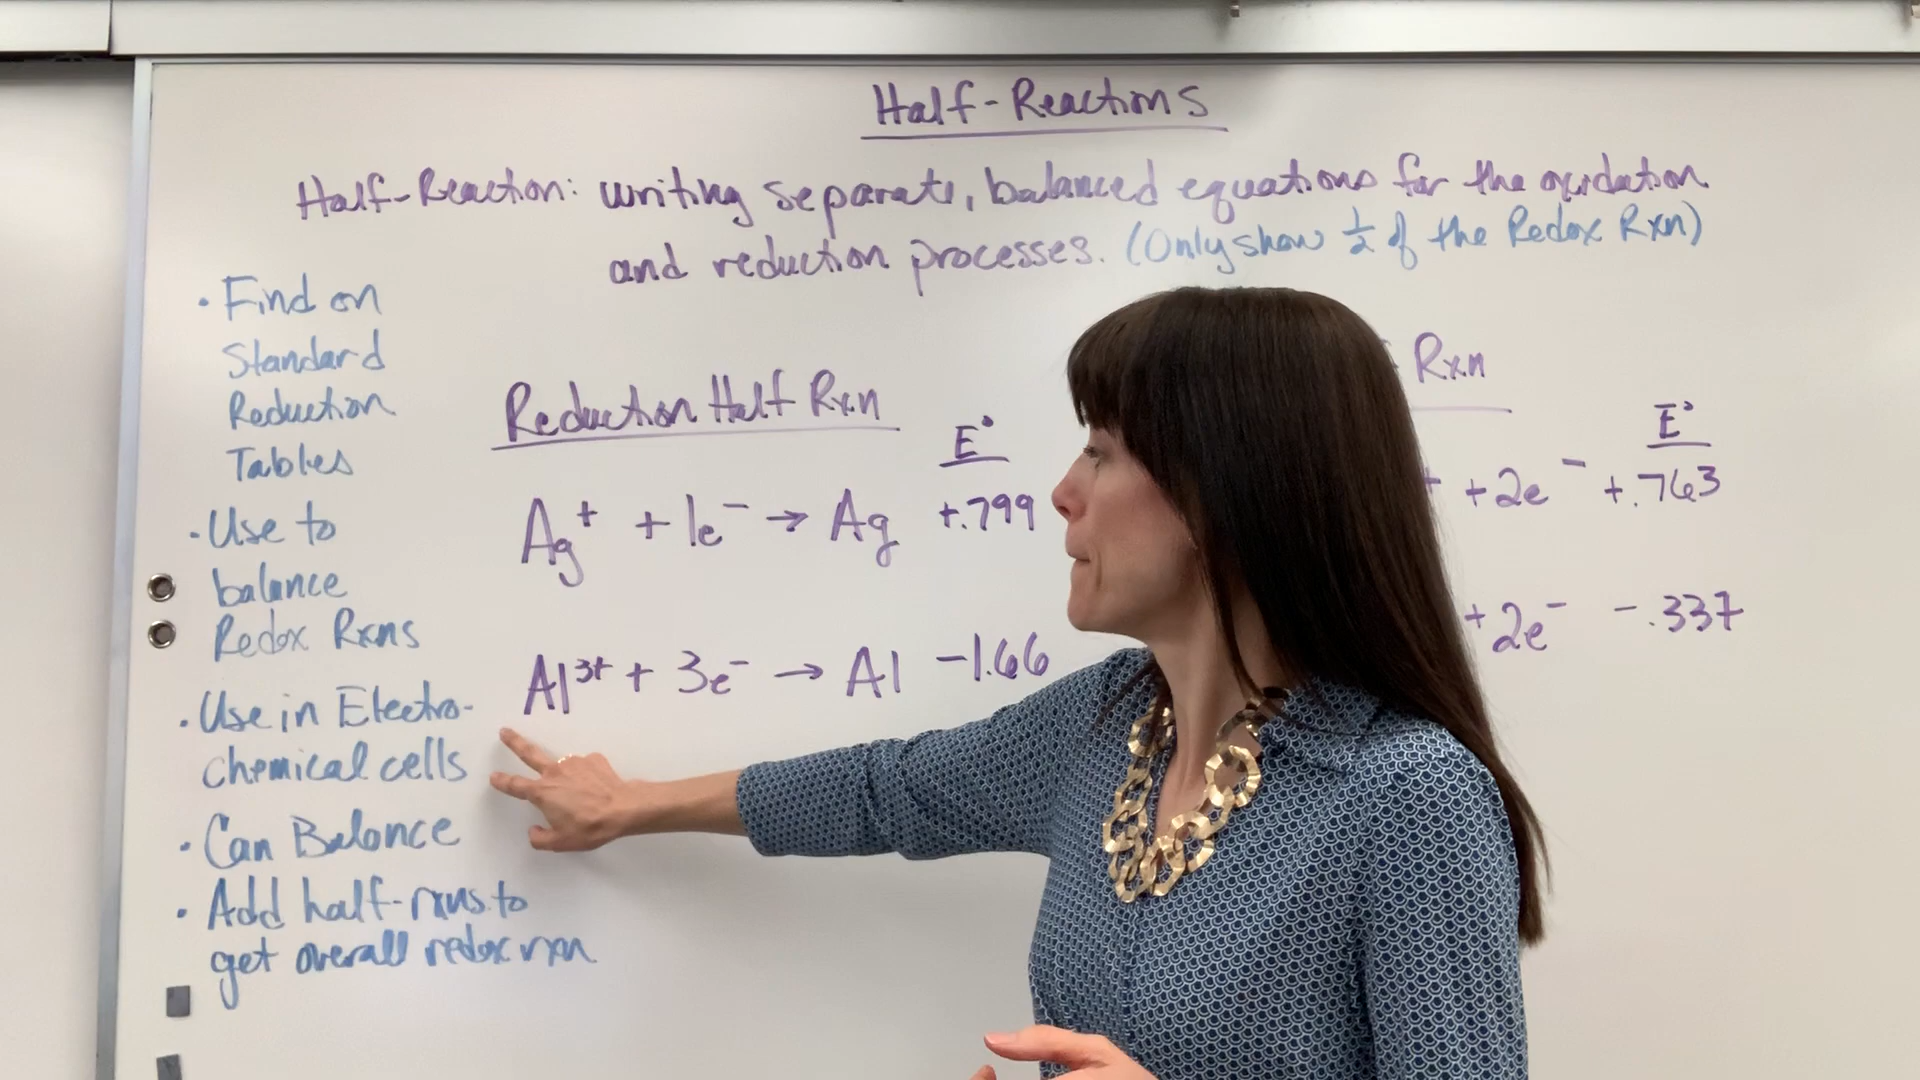 Half-Reactions
Half-Reaction: writing separate, balanced equations for the oxidation
and reduction processes. (Only show 1/2 of the Redox Rxn)
• Find on
Standard
Reduction
Tables
• Use to
balance
Redox Rxns
• Use in Electro-
chemical cells
• Can Balance
• Add half-rxns to
get overall redox rxn
Reduction Half Rxn
E°
Ag⁺ + 1e⁻ → Ag +.799
Al³⁺ + 3e⁻ → Al -1.66
Rxn
E°
+ 2e⁻ +.763
+ 2e⁻ -.337